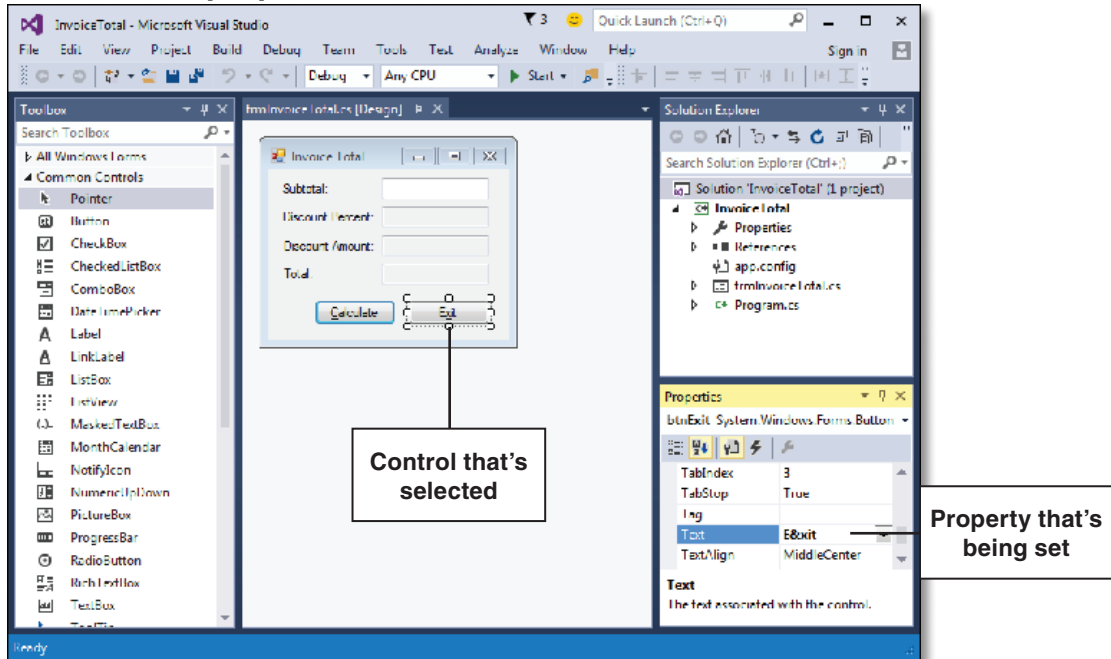 InvoiceTotal - Microsoft Visual Studio
3
Quick Launch (Ctrl+Q)
File Edit View Project Build Debug Team Tools Test Analyze Window Help
Sign in
Debug Any CPU Start
Toolbox
Search Toolbox
All Windows Forms
Common Controls
Pointer
Button
CheckBox
CheckedListBox
ComboBox
DateTimePicker
Label
LinkLabel
ListBox
ListView
MaskedTextBox
MonthCalendar
NotifyIcon
NumericUpDown
PictureBox
ProgressBar
RadioButton
RichTextBox
TextBox
ToolTip
frmInvoiceTotal.cs [Design]
Invoice Total
Subtotal:
Discount Percent:
Discount Amount:
Total:
Calculate
Exit
Control that's
selected
Solution Explorer
Search Solution Explorer (Ctrl+;)
Solution 'InvoiceTotal' (1 project)
InvoiceTotal
Properties
References
app.config
frmInvoiceTotal.cs
C# Program.cs
Properties
btnExit System.Windows.Forms.Button
TabIndex 3
TabStop True
Tag
Text E&xit
TextAlign MiddleCenter
Text
The text associated with the control.
Property that's
being set
Ready